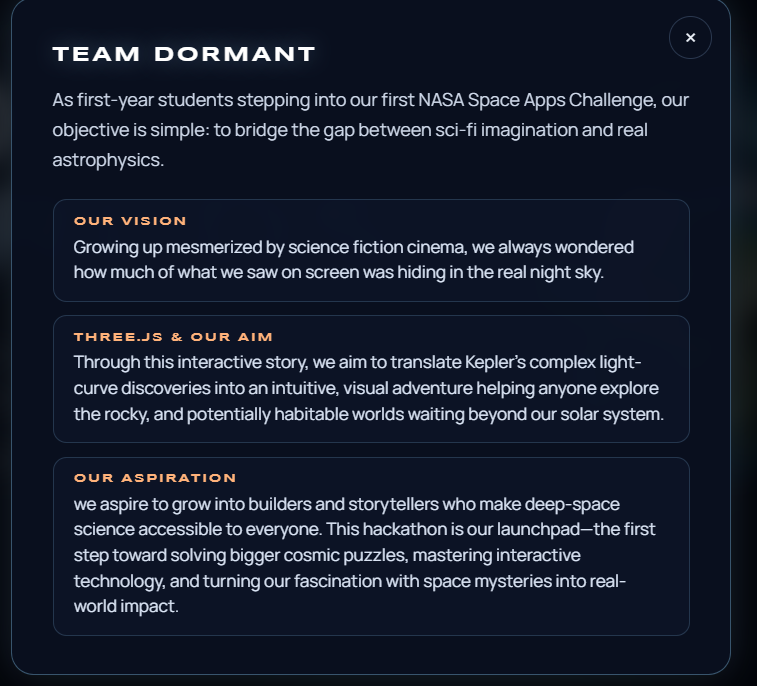 TEAM DORMANT
×
As first-year students stepping into our first NASA Space Apps Challenge, our
objective is simple: to bridge the gap between sci-fi imagination and real
astrophysics.
OUR VISION
Growing up mesmerized by science fiction cinema, we always wondered
how much of what we saw on screen was hiding in the real night sky.
THREE.JS & OUR AIM
Through this interactive story, we aim to translate Kepler's complex light-
curve discoveries into an intuitive, visual adventure helping anyone explore
the rocky, and potentially habitable worlds waiting beyond our solar system.
OUR ASPIRATION
we aspire to grow into builders and storytellers who make deep-space
science accessible to everyone. This hackathon is our launchpad—the first
step toward solving bigger cosmic puzzles, mastering interactive
technology, and turning our fascination with space mysteries into real-
world impact.